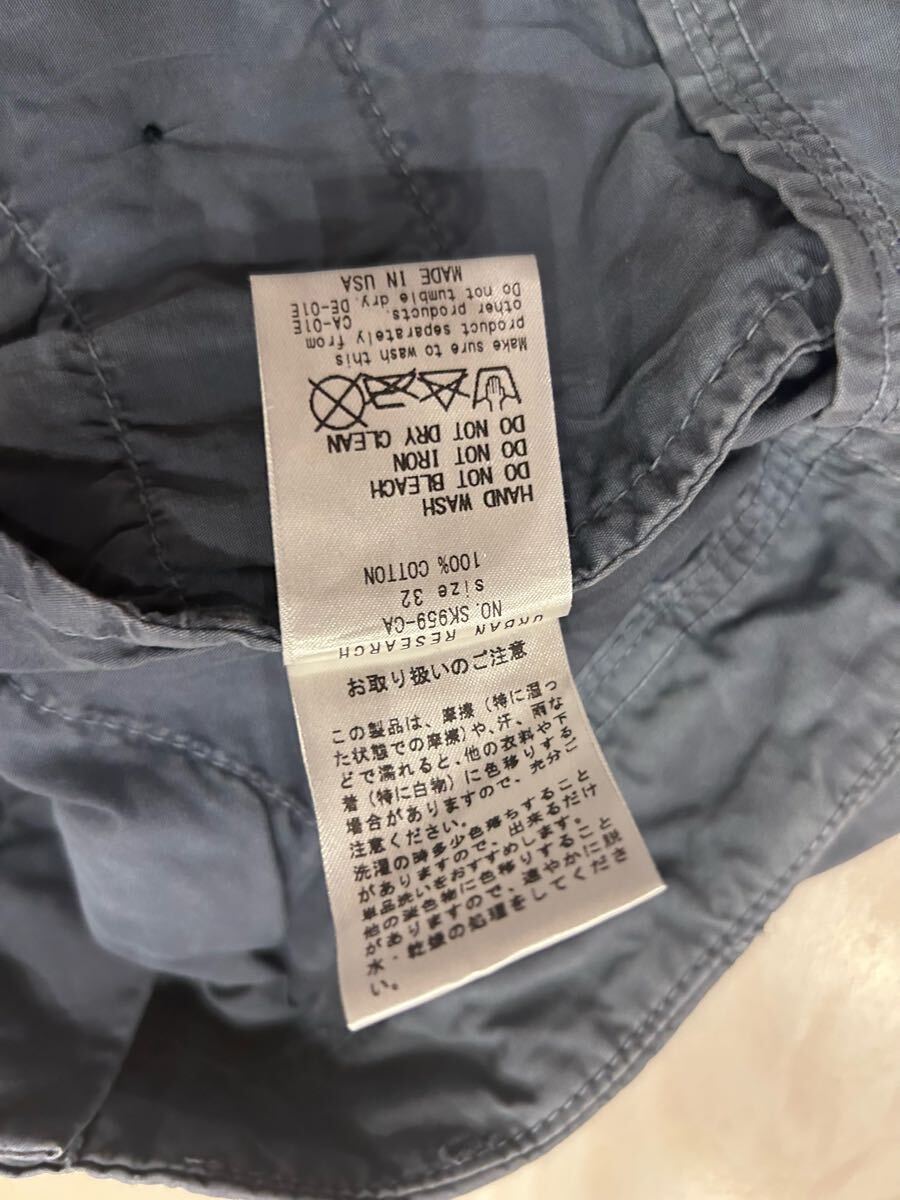 URBAN RESEARCH
NO. SK959-CA
size 32
100% COTTON
HAND WASH
DO NOT BLEACH
DO NOT IRON
DO NOT DRY CLEAN
Make sure to wash this
product separately from
other products. CA-01E
Do not tumble dry. DE-01E
MADE IN USA
お取り扱いのご注意
この製品は、摩擦(特に湿っ
た状態での摩擦)や、汗、雨な
どで濡れると、他の衣料や下
着(特に白物)に色移りする
場合がありますので、充分ご
注意ください。
洗濯の時多少色落ちすること
がありますので、出来るだけ
単品洗いをおすすめします。
他の淡色物に色移りすること
がありますので、速やかに脱
水・乾燥の処理をしてくださ
い。